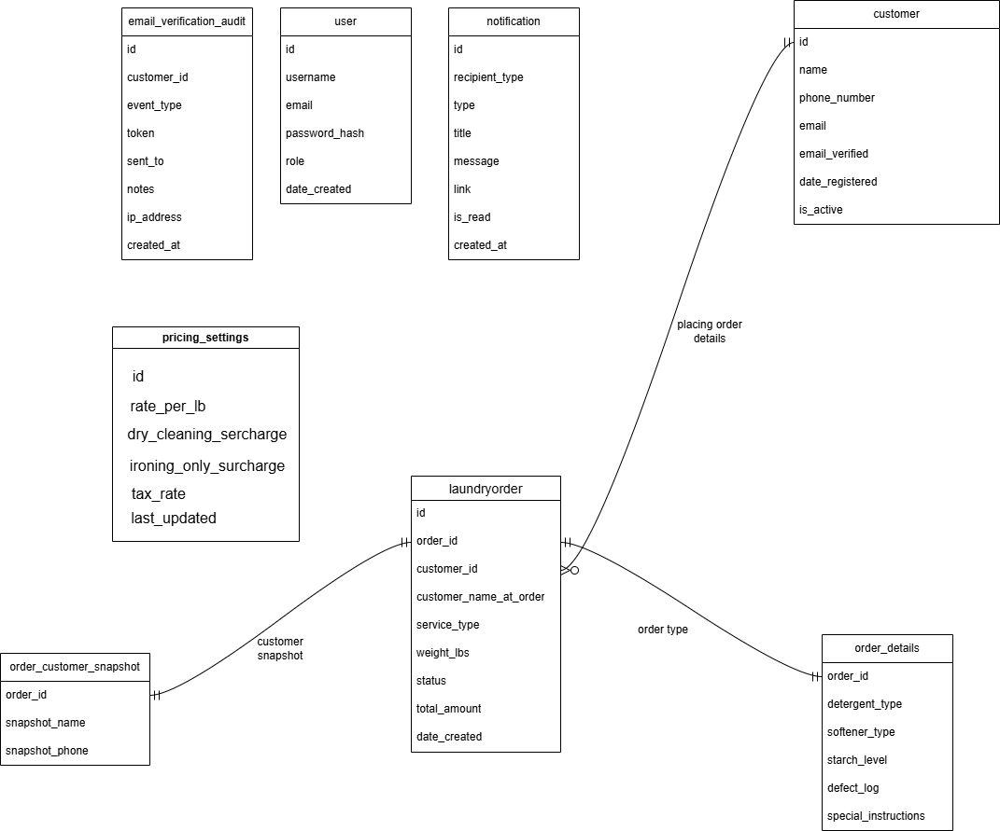 email_verification_audit
id
customer_id
event_type
token
sent_to
notes
ip_address
created_at
user
id
username
email
password_hash
role
date_created
notification
id
recipient_type
type
title
message
link
is_read
created_at
customer
id
name
phone_number
email
email_verified
date_registered
is_active
placing order
details
pricing_settings
id
rate_per_lb
dry_cleaning_sercharge
ironing_only_surcharge
tax_rate
last_updated
laundryorder
id
order_id
customer_id
customer_name_at_order
service_type
weight_lbs
status
total_amount
date_created
customer
snapshot
order type
order_customer_snapshot
order_id
snapshot_name
snapshot_phone
order_details
order_id
detergent_type
softener_type
starch_level
defect_log
special_instructions